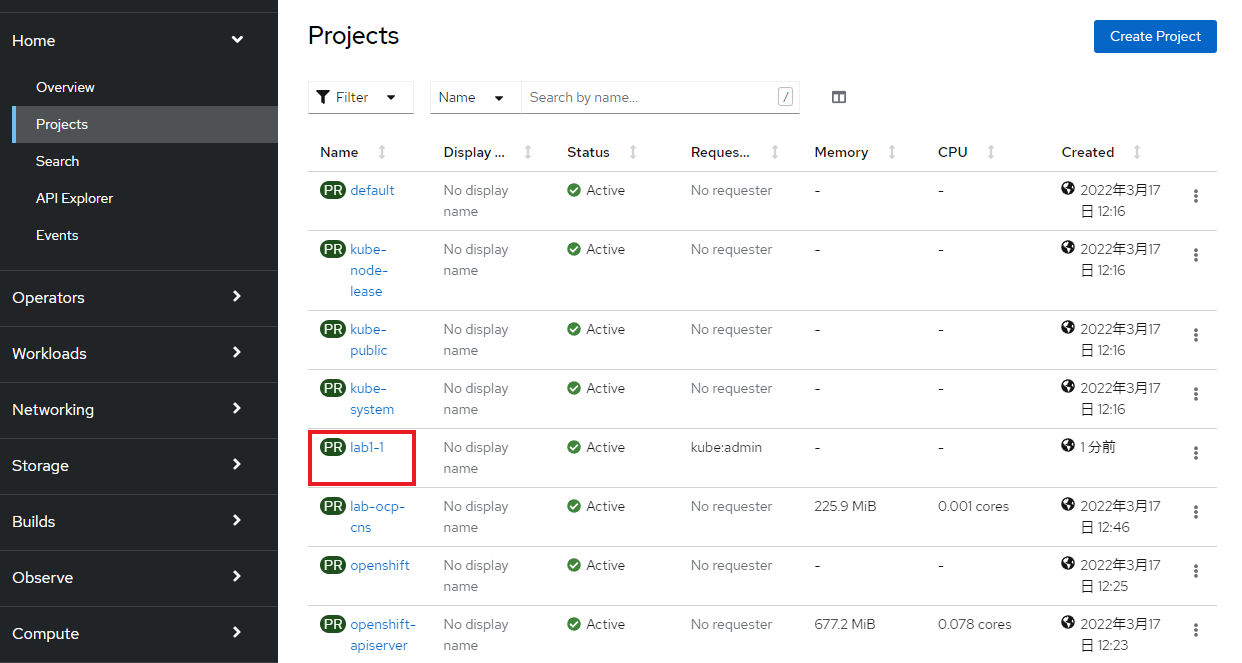 Home
Overview
Projects
Search
API Explorer
Events
Operators
Workloads
Networking
Storage
Builds
Observe
Compute
Projects
Create Project
Filter
Name
Search by name...
/
Name Display ... Status Reques... Memory CPU Created
PR default No display Active No requester - - 2022年3月17
name 日 12:16
PR kube- No display Active No requester - - 2022年3月17
node- name 日 12:16
lease
PR kube- No display Active No requester - - 2022年3月17
public name 日 12:16
PR kube- No display Active No requester - - 2022年3月17
system name 日 12:16
PR lab1-1 No display Active kube:admin - - 1 分前
name
PR lab-ocp- No display Active No requester 225.9 MiB 0.001 cores 2022年3月17
cns name 日 12:46
PR openshift No display Active No requester - - 2022年3月17
name 日 12:25
PR openshift- No display Active No requester 677.2 MiB 0.078 cores 2022年3月17
apiserver name 日 12:23